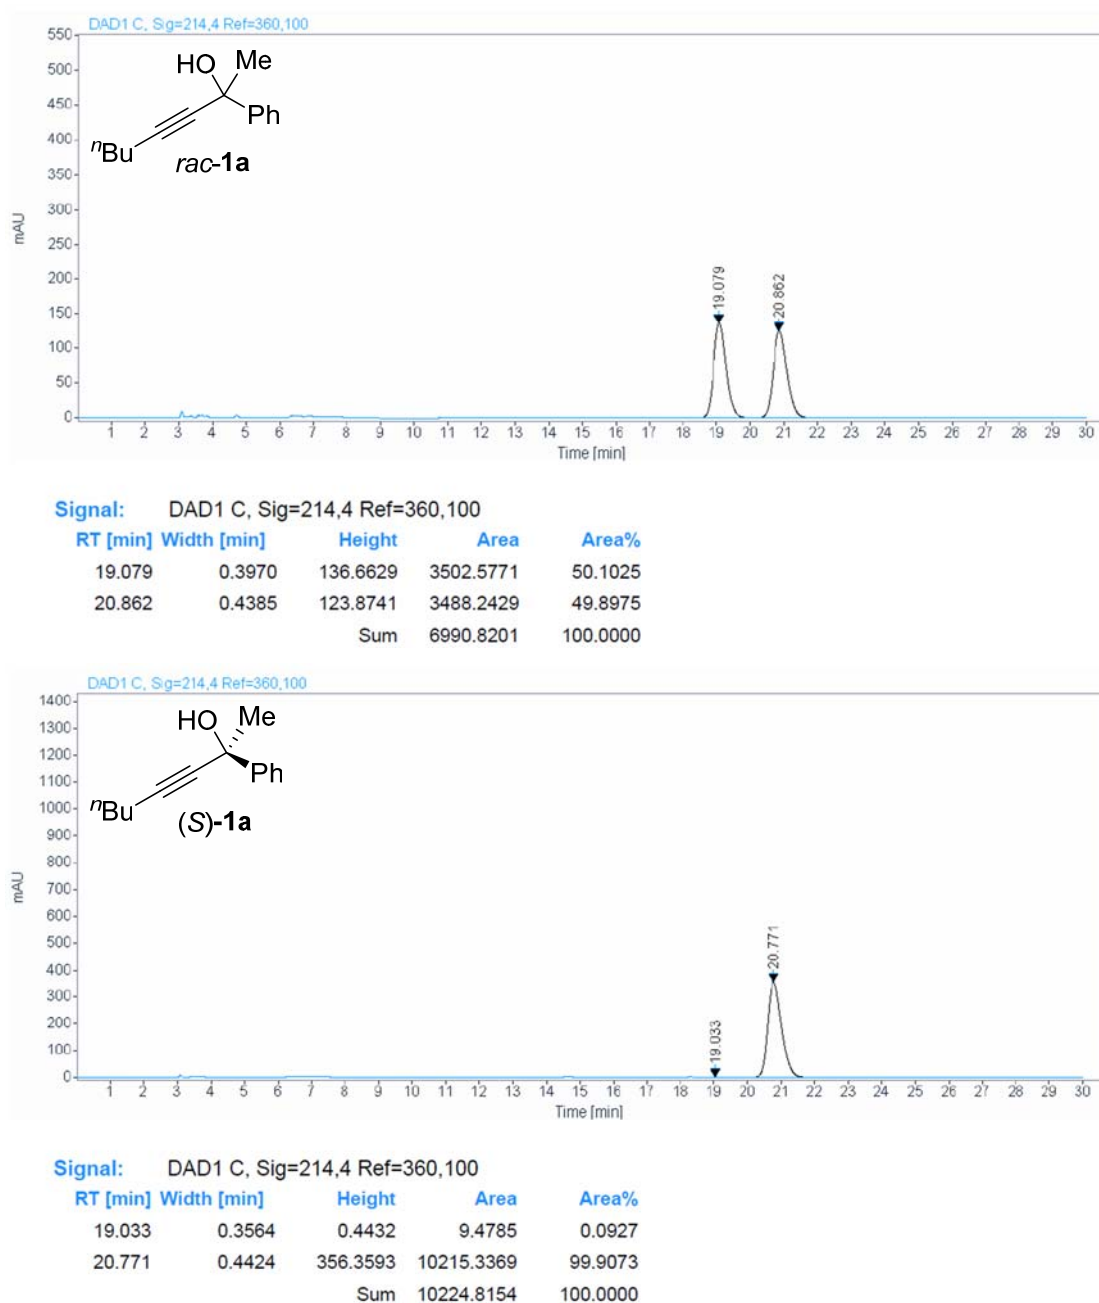 DAD1 C, Sig=214,4 Ref=360,100
550
500
450
400
350
300
250
200
150
100
50
0
mAU
HO Me
Ph
nBu
rac-1a
19.079
20.862
1 2 3 4 5 6 7 8 9 10 11 12 13 14 15 16 17 18 19 20 21 22 23 24 25 26 27 28 29 30
Time [min]
Signal: DAD1 C, Sig=214,4 Ref=360,100
RT [min] Width [min] Height Area Area%
19.079 0.3970 136.6629 3502.5771 50.1025
20.862 0.4385 123.8741 3488.2429 49.8975
Sum 6990.8201 100.0000
DAD1 C, Sig=214,4 Ref=360,100
1400
1300
1200
1100
1000
900
800
700
600
500
400
300
200
100
0
mAU
HO Me
Ph
nBu
(S)-1a
19.033
20.771
1 2 3 4 5 6 7 8 9 10 11 12 13 14 15 16 17 18 19 20 21 22 23 24 25 26 27 28 29 30
Time [min]
Signal: DAD1 C, Sig=214,4 Ref=360,100
RT [min] Width [min] Height Area Area%
19.033 0.3564 0.4432 9.4785 0.0927
20.771 0.4424 356.3593 10215.3369 99.9073
Sum 10224.8154 100.0000